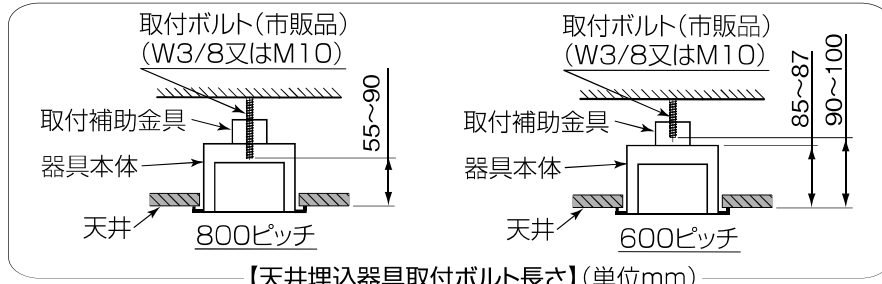 取付ボルト(市販品)
(W3/8又はM10)
取付補助金具
器具本体
天井
55〜90
800ピッチ
取付ボルト(市販品)
(W3/8又はM10)
取付補助金具
器具本体
天井
85〜87
90〜100
600ピッチ
【天井埋込器具取付ボルト長さ】(単位mm)